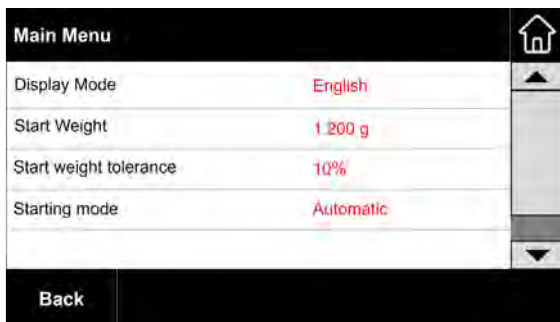 Main Menu
Display Mode English
Start Weight 1.200 g
Start weight tolerance 10%
Starting mode Automatic
Back